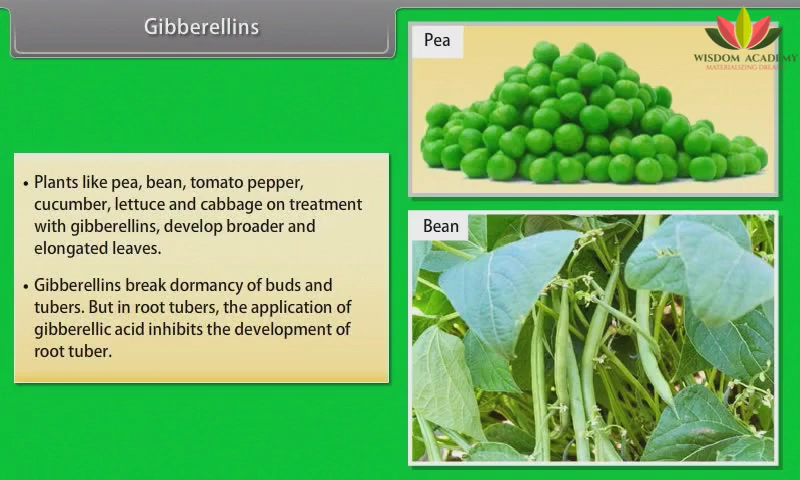 Gibberellins
Pea
WISDOM ACADEMY
MATERIALIZING DREAMS
• Plants like pea, bean, tomato pepper,
cucumber, lettuce and cabbage on treatment
with gibberellins, develop broader and
elongated leaves.
• Gibberellins break dormancy of buds and
tubers. But in root tubers, the application of
gibberellic acid inhibits the development of
root tuber.
Bean